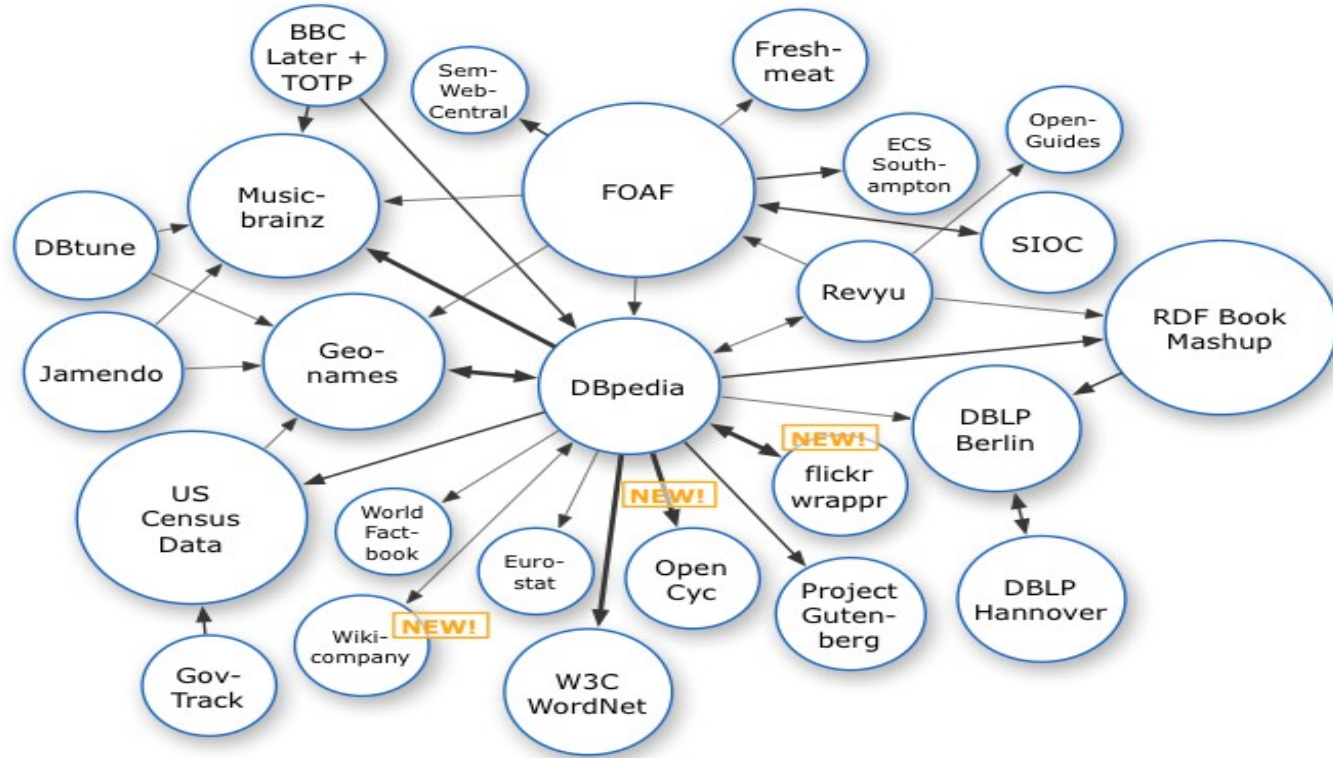 BBC
Later +
TOTP
Sem-
Web-
Central
Fresh-
meat
FOAF
ECS
South-
ampton
Open-
Guides
Music-
brainz
DBtune
SIOC
Revyu
RDF Book
Mashup
Geo-
names
Jamendo
DBpedia
DBLP
Berlin
NEW!
flickr
wrappr
US
Census
Data
NEW!
World
Fact-
book
Euro-
stat
Open
Cyc
Project
Guten-
berg
DBLP
Hannover
NEW!
Wiki-
company
Gov-
Track
W3C
WordNet